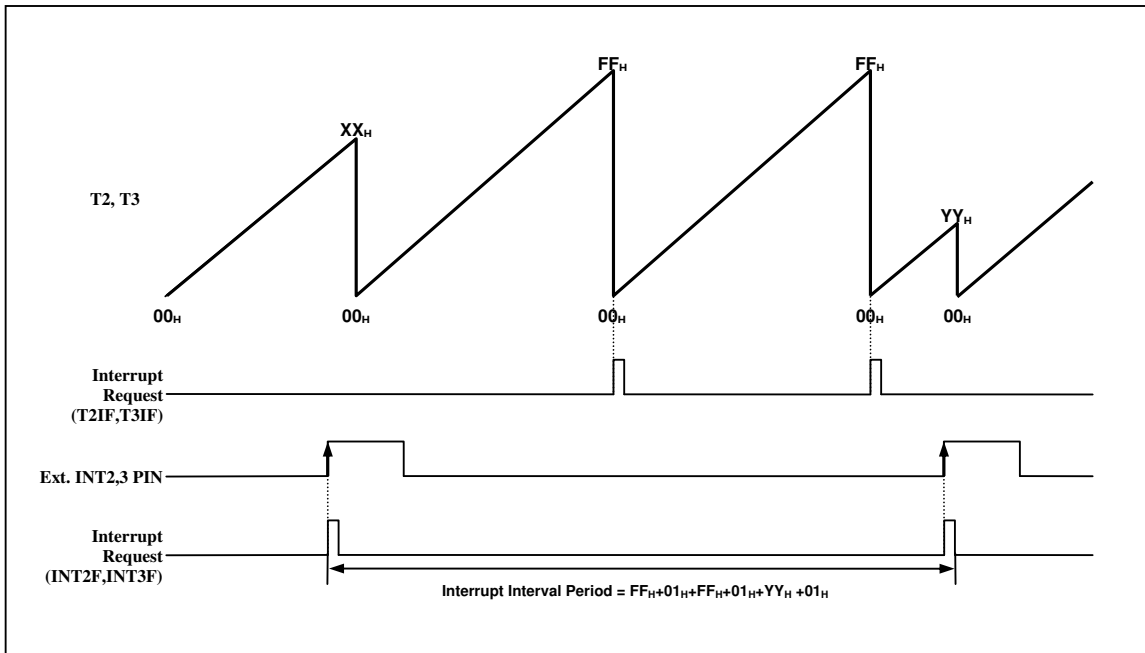 FFH FFH
XXH
T2, T3
YYH
00H 00H 00H 00H 00H
Interrupt
Request
(T2IF,T3IF)
Ext. INT2,3 PIN
Interrupt
Request
(INT2F,INT3F)
Interrupt Interval Period = FFH+01H+FFH+01H+YYH +01H